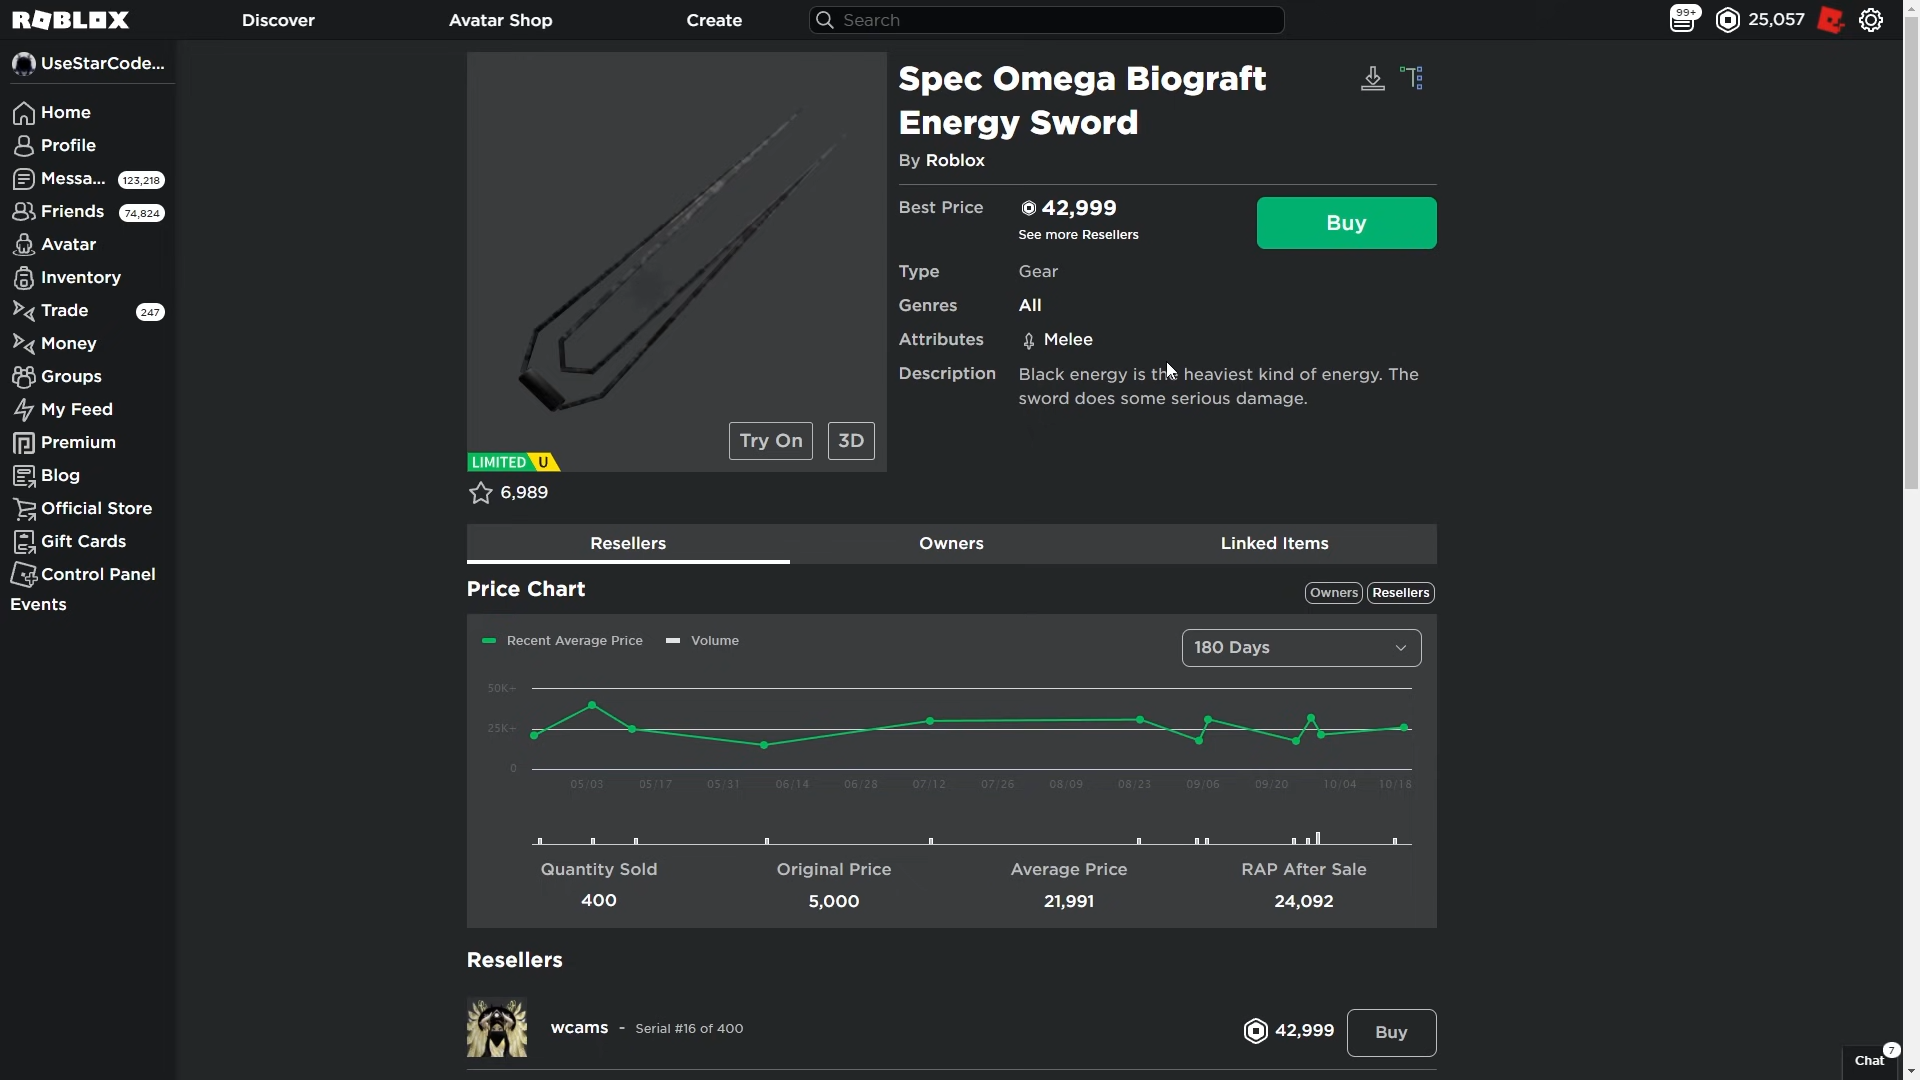 ROBLOX
Discover
Avatar Shop
Create
Search
99+
25,057
UseStarCode...
Home
Profile
Messa... 123,218
Friends 74,824
Avatar
Inventory
Trade 247
Money
Groups
My Feed
Premium
Blog
Official Store
Gift Cards
Control Panel
Events
Try On
3D
LIMITED U
6,989
Spec Omega Biograft
Energy Sword
By Roblox
Best Price 42,999
See more Resellers
Buy
Type Gear
Genres All
Attributes Melee
Description Black energy is the heaviest kind of energy. The
sword does some serious damage.
Resellers Owners Linked Items
Price Chart
Owners Resellers
Recent Average Price Volume
180 Days
50K+
25K+
0
05/03 05/17 05/31 06/14 06/28 07/12 07/26 08/09 08/23 09/06 09/20 10/04 10/18
Quantity Sold Original Price Average Price RAP After Sale
400 5,000 21,991 24,092
Resellers
wcams - Serial #16 of 400 42,999 Buy
Chat 7